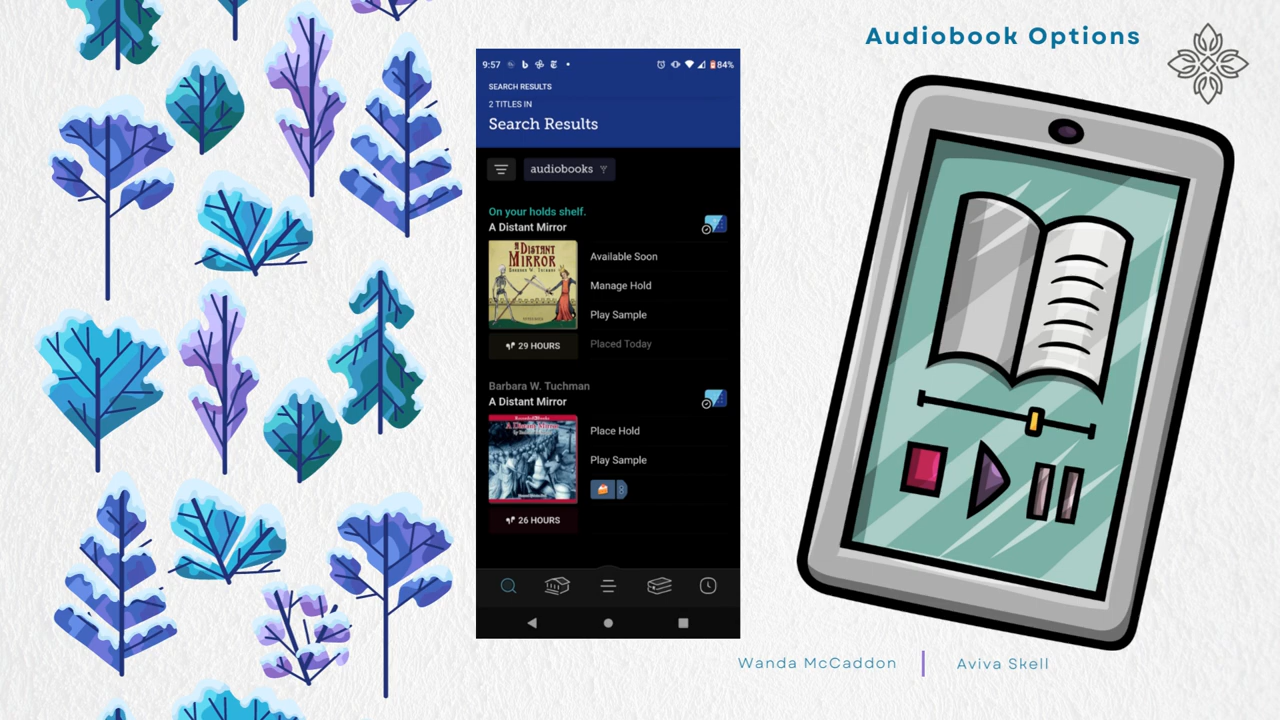 Audiobook Options
9:57
84%
SEARCH RESULTS
2 TITLES IN
Search Results
audiobooks
On your holds shelf.
A Distant Mirror
A DISTANT
MIRROR
BARBARA W. TUCHMAN
Available Soon
Manage Hold
Play Sample
29 HOURS
Placed Today
Barbara W. Tuchman
A Distant Mirror
A Distant Mirror
Place Hold
Play Sample
26 HOURS
Wanda McCaddon | Aviva Skell